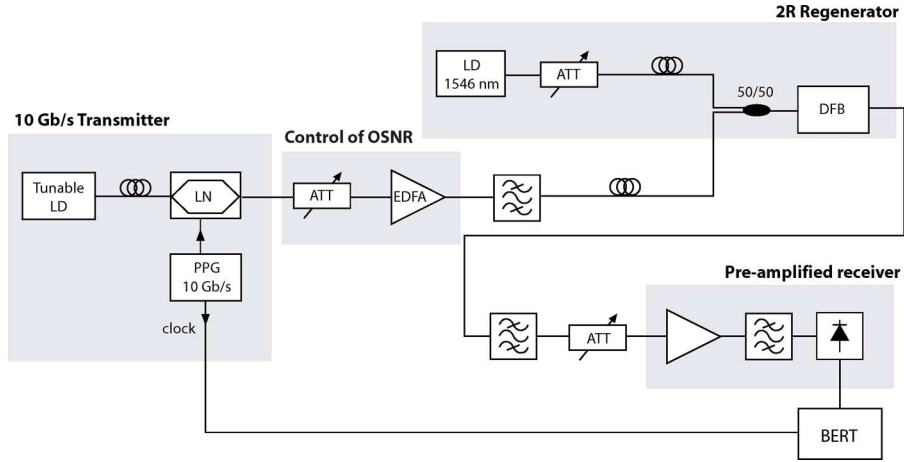 2R Regenerator
LD
1546 nm
ATT
50/50
DFB
10 Gb/s Transmitter
Control of OSNR
Tunable
LD
LN
ATT
EDFA
PPG
10 Gb/s
clock
Pre-amplified receiver
ATT
BERT